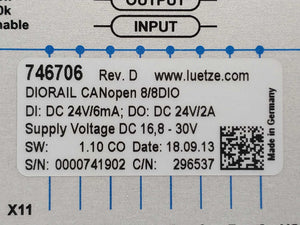 OUTPUT
0k
nable
INPUT
746706 Rev. D www.luetze.com
DIORAIL CANopen 8/8DIO
DI: DC 24V/6mA; DO: DC 24V/2A
Supply Voltage DC 16,8 - 30V
SW: 1.10 CO Date: 18.09.13
S/N: 0000741902 C/N: 296537
Made in Germany
X11